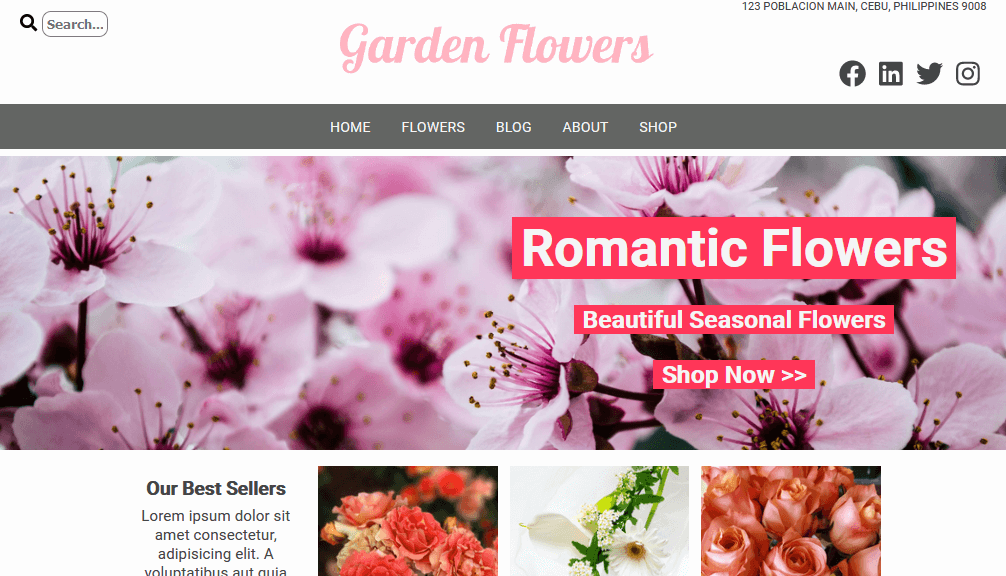 123 POBLACION MAIN, CEBU, PHILIPPINES 9008
Search...
Garden Flowers
HOME FLOWERS BLOG ABOUT SHOP
Romantic Flowers
Beautiful Seasonal Flowers
Shop Now >>
Our Best Sellers
Lorem ipsum dolor sit
amet consectetur,
adipisicing elit. A
voluptatibus aut quia